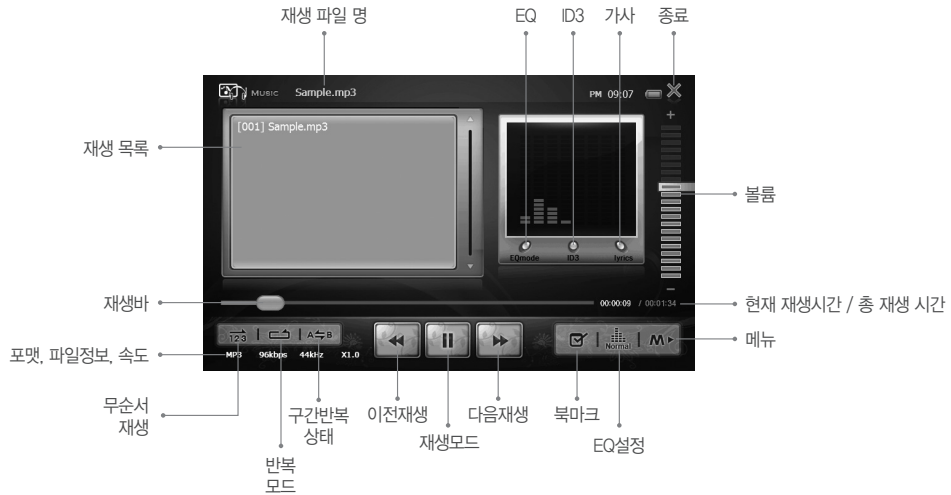 재생 파일 명
EQ
ID3
가사
종료
MUSIC
Sample.mp3
PM 09:07
[001] Sample.mp3
재생 목록
+
볼륨
EQmode
ID3
lyrics
−
재생바
00:00:09 / 00:01:34
현재 재생시간 / 총 재생 시간
123
A B
Normal
M
메뉴
포맷, 파일정보, 속도
MP3 96kbps 44kHz X1.0
무순서
재생
반복
모드
구간반복
상태
이전재생
재생모드
다음재생
북마크
EQ설정